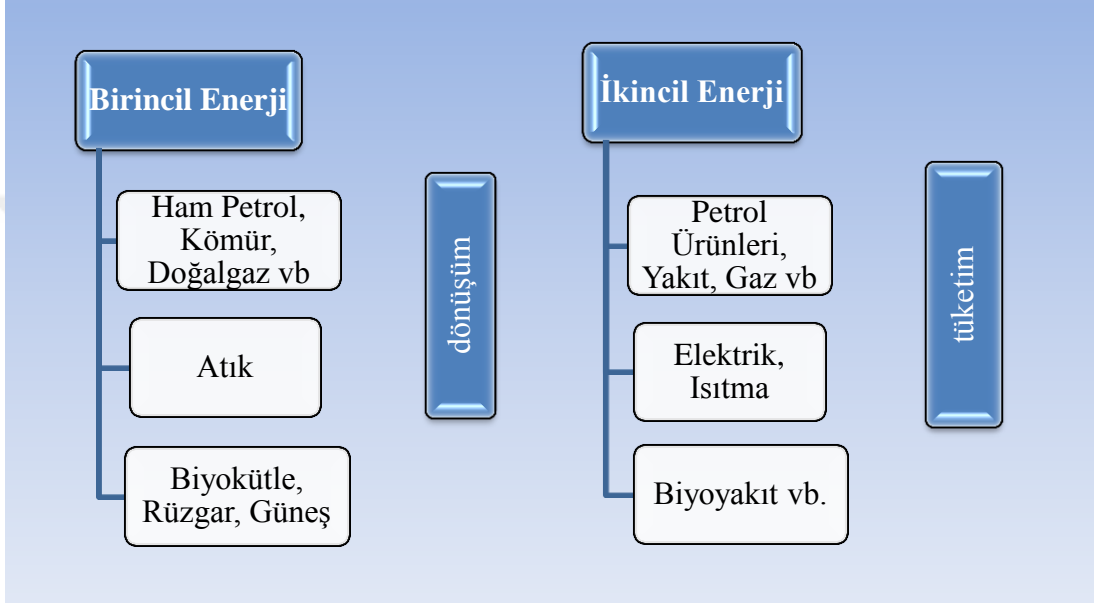 Birincil Enerji
Ham Petrol,
Kömür,
Doğalgaz vb
Atık
Biyokütle,
Rüzgar, Güneş
dönüşüm
İkincil Enerji
Petrol
Ürünleri,
Yakıt, Gaz vb
Elektrik,
Isıtma
Biyoyakıt vb.
tüketim